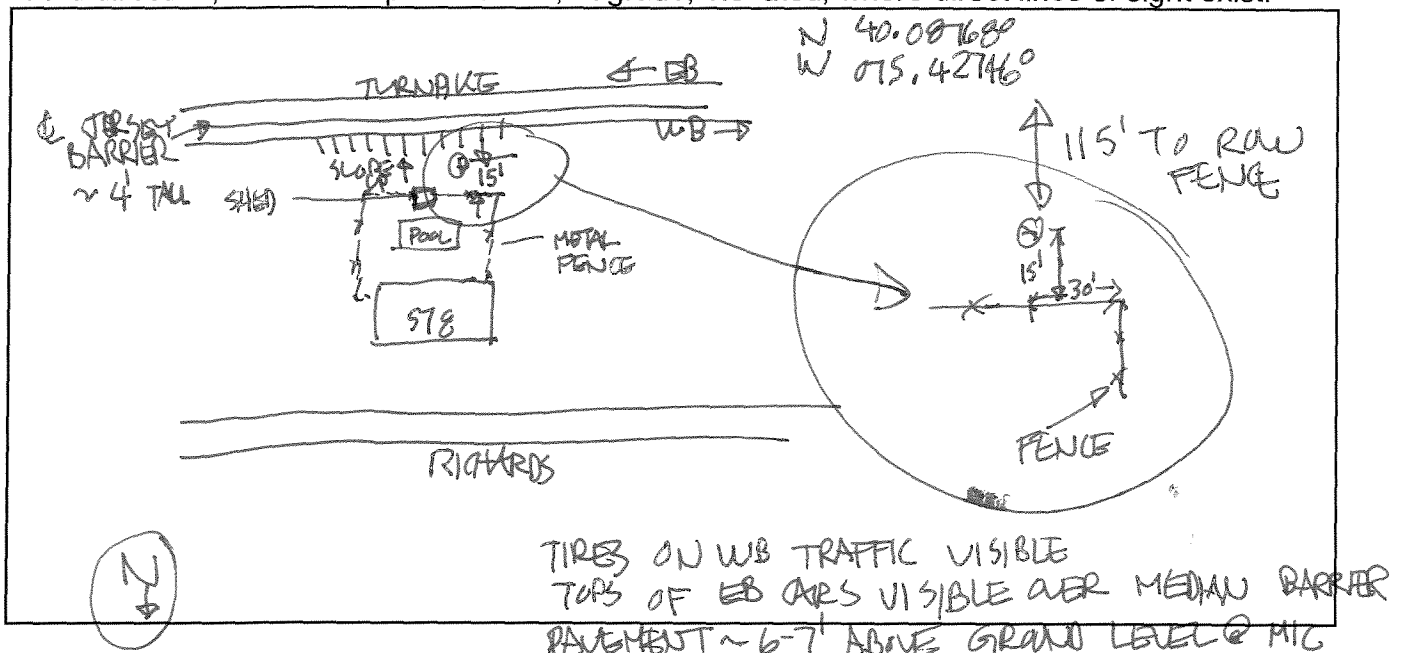 N 40.08768°
W 075.42746°
TURNPIKE
← EB
WB →
℄ JERSEY
BARRIER
~ 4' TALL
SLOPE
UP
15'
SHED
POOL
METAL
FENCE
578
RICHARDS
115' TO ROW
FENCE
15'
30'
FENCE
N
TIRES ON WB TRAFFIC VISIBLE
TOPS OF EB CARS VISIBLE OVER MEDIAN BARRIER
PAVEMENT ~ 6-7' ABOVE GROUND LEVEL @ MIC